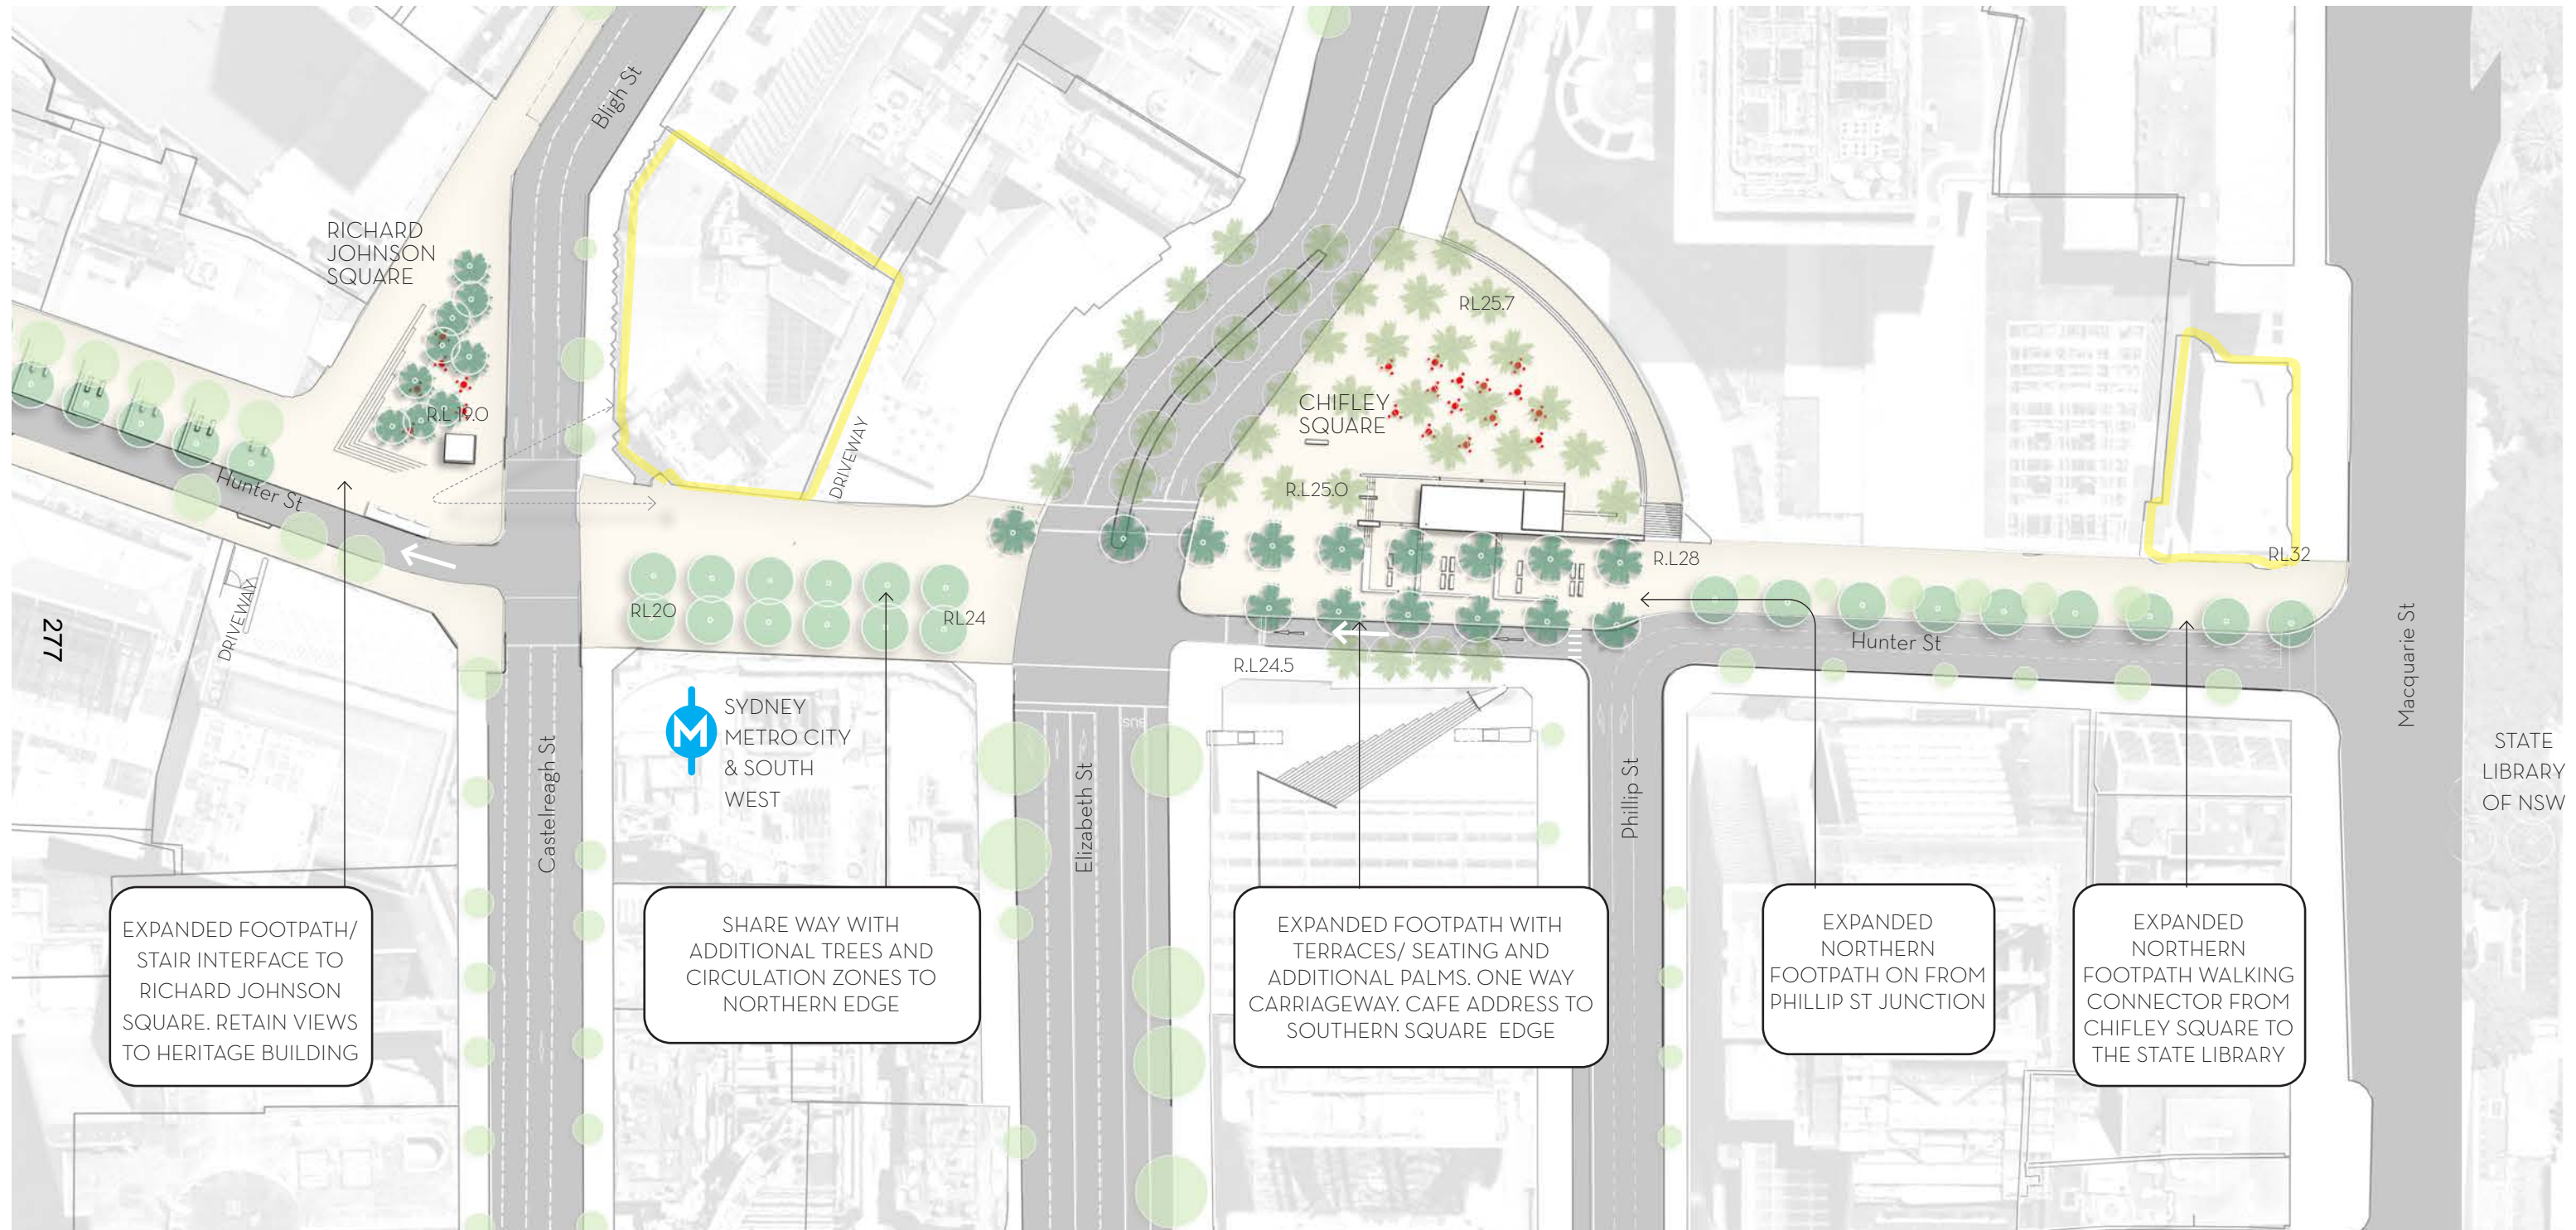 Bligh St
RICHARD
JOHNSON
SQUARE
R.L 19.0
Hunter St
DRIVEWAY
277
DRIVEWAY
RL25.7
CHIFLEY
SQUARE
R.L25.0
R.L28
RL32
RL20
RL24
R.L24.5
Hunter St
Macquarie St
M
SYDNEY
METRO CITY
& SOUTH
WEST
BUS
Castelreagh St
Elizabeth St
Phillip St
STATE
LIBRARY
OF NSW
EXPANDED FOOTPATH/
STAIR INTERFACE TO
RICHARD JOHNSON
SQUARE. RETAIN VIEWS
TO HERITAGE BUILDING
SHARE WAY WITH
ADDITIONAL TREES AND
CIRCULATION ZONES TO
NORTHERN EDGE
EXPANDED FOOTPATH WITH
TERRACES/ SEATING AND
ADDITIONAL PALMS. ONE WAY
CARRIAGEWAY. CAFE ADDRESS TO
SOUTHERN SQUARE EDGE
EXPANDED
NORTHERN
FOOTPATH ON FROM
PHILLIP ST JUNCTION
EXPANDED
NORTHERN
FOOTPATH WALKING
CONNECTOR FROM
CHIFLEY SQUARE TO
THE STATE LIBRARY